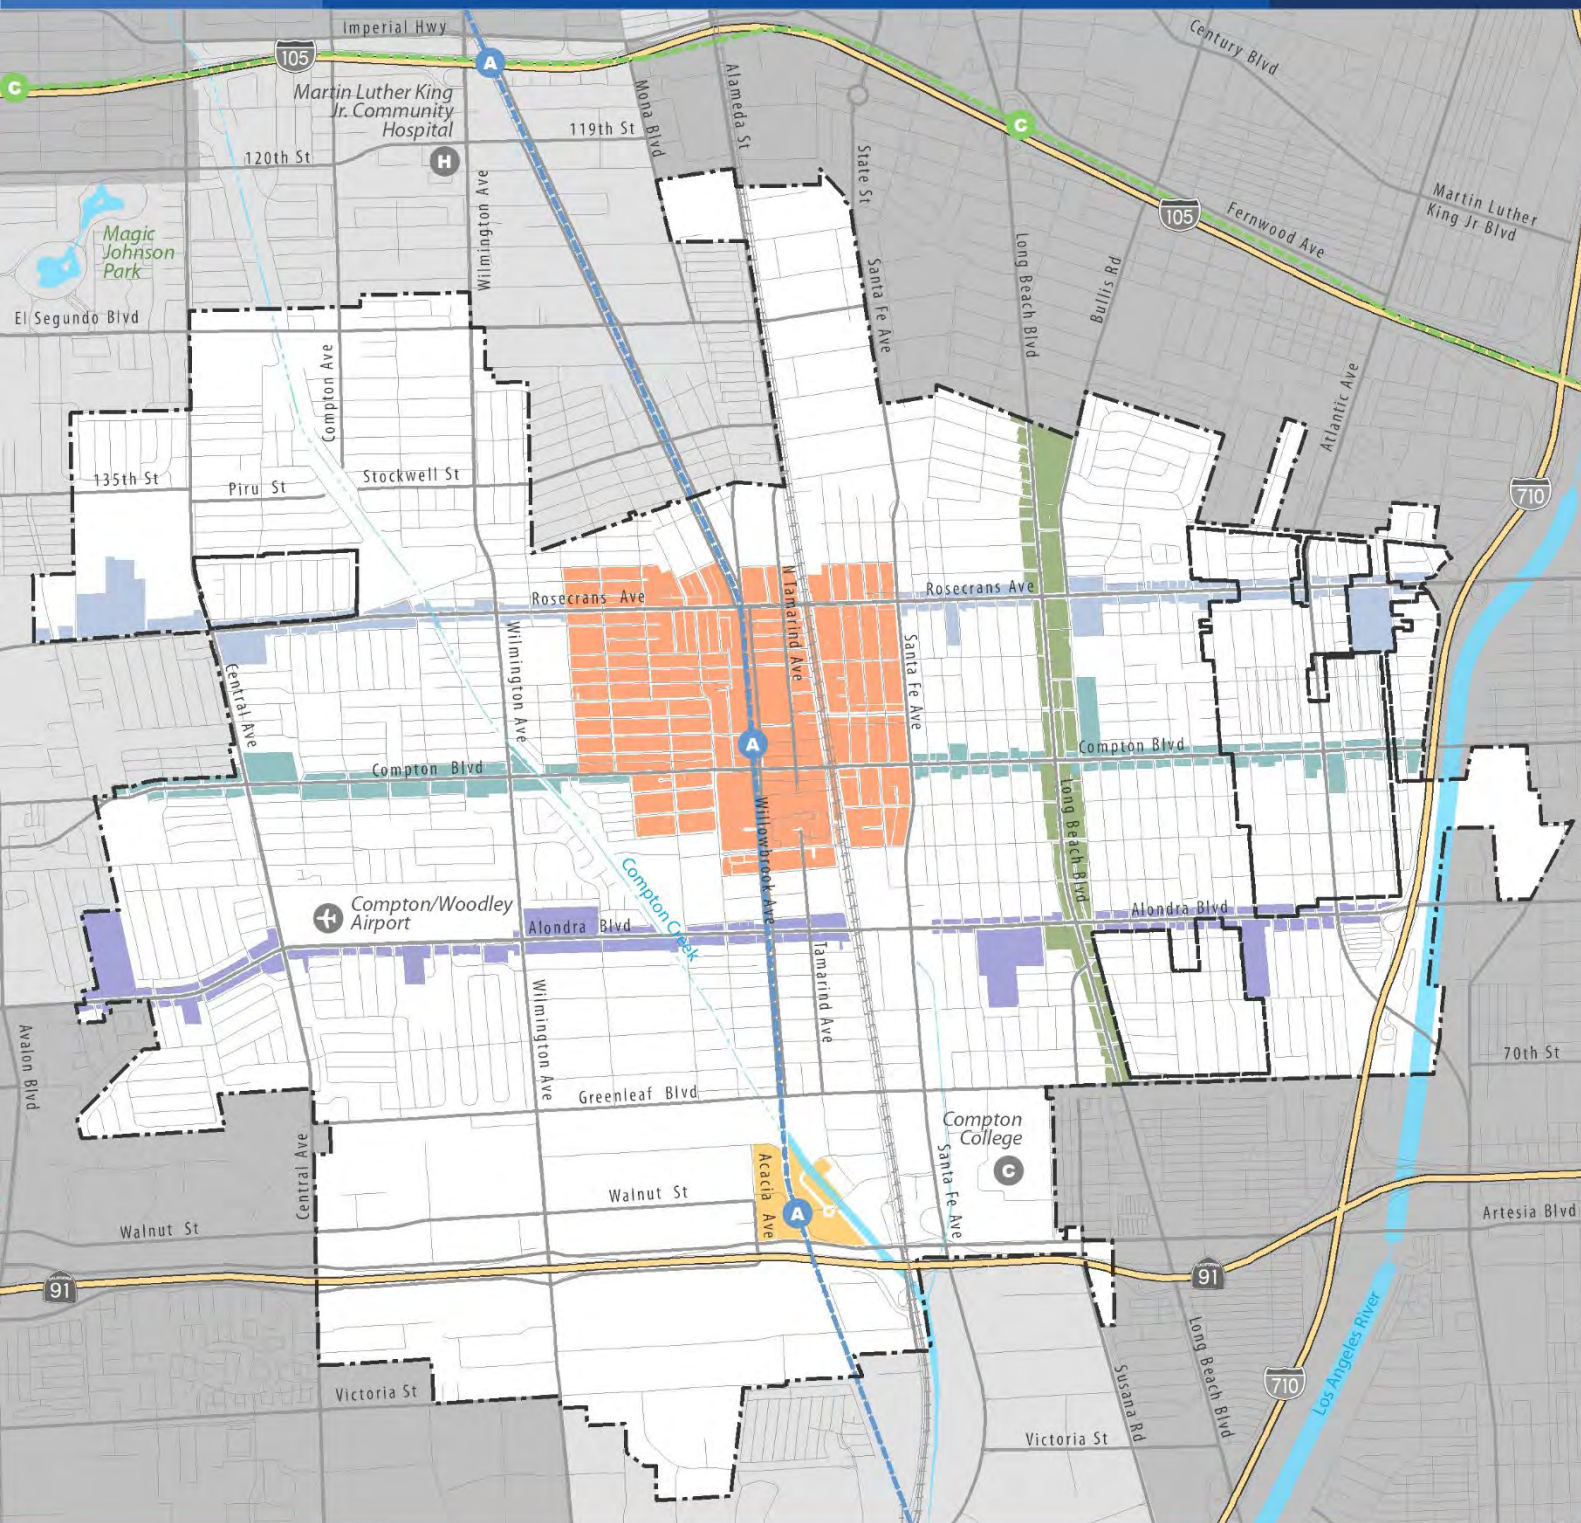 Imperial Hwy
Century Blvd
105
A
C
Martin Luther King
Jr. Community
Hospital
H
Mona Blvd
Alameda St
119th St
120th St
C
State St
Wilmington Ave
Martin Luther
King Jr Blvd
105
Fernwood Ave
Magic
Johnson
Park
Santa Fe Ave
Long Beach Blvd
Bullis Rd
El Segundo Blvd
Compton Ave
Atlantic Ave
135th St
Piru St
Stockwell St
710
N Tamarind Ave
Rosecrans Ave
Rosecrans Ave
Wilmington Ave
Santa Fe Ave
Central Ave
A
Compton Blvd
Compton Blvd
Willowbrook Ave
Long Beach Blvd
Compton Creek
Compton/Woodley
Airport
Alondra Blvd
Alondra Blvd
Tamarind Ave
Wilmington Ave
Avalon Blvd
70th St
Greenleaf Blvd
Compton
College
C
Central Ave
Acacia Ave
Santa Fe Ave
Walnut St
Walnut St
A
Artesia Blvd
91
CALIFORNIA
91
Los Angeles River
Long Beach Blvd
Susana Rd
710
Victoria St
Victoria St